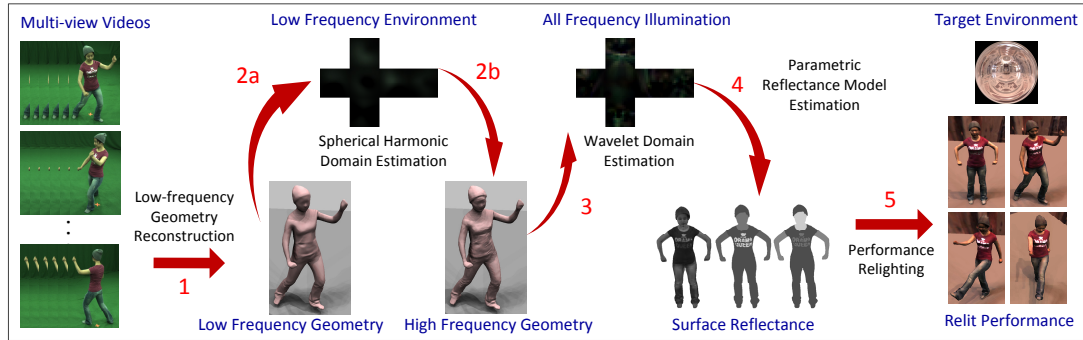 Multi-view Videos
Low Frequency Environment
All Frequency Illumination
Target Environment
2a
2b
4
Parametric
Reflectance Model
Estimation
Spherical Harmonic
Domain Estimation
Wavelet Domain
Estimation
Low-frequency
Geometry
Reconstruction
1
3
5
Performance
Relighting
Low Frequency Geometry
High Frequency Geometry
Surface Reflectance
Relit Performance